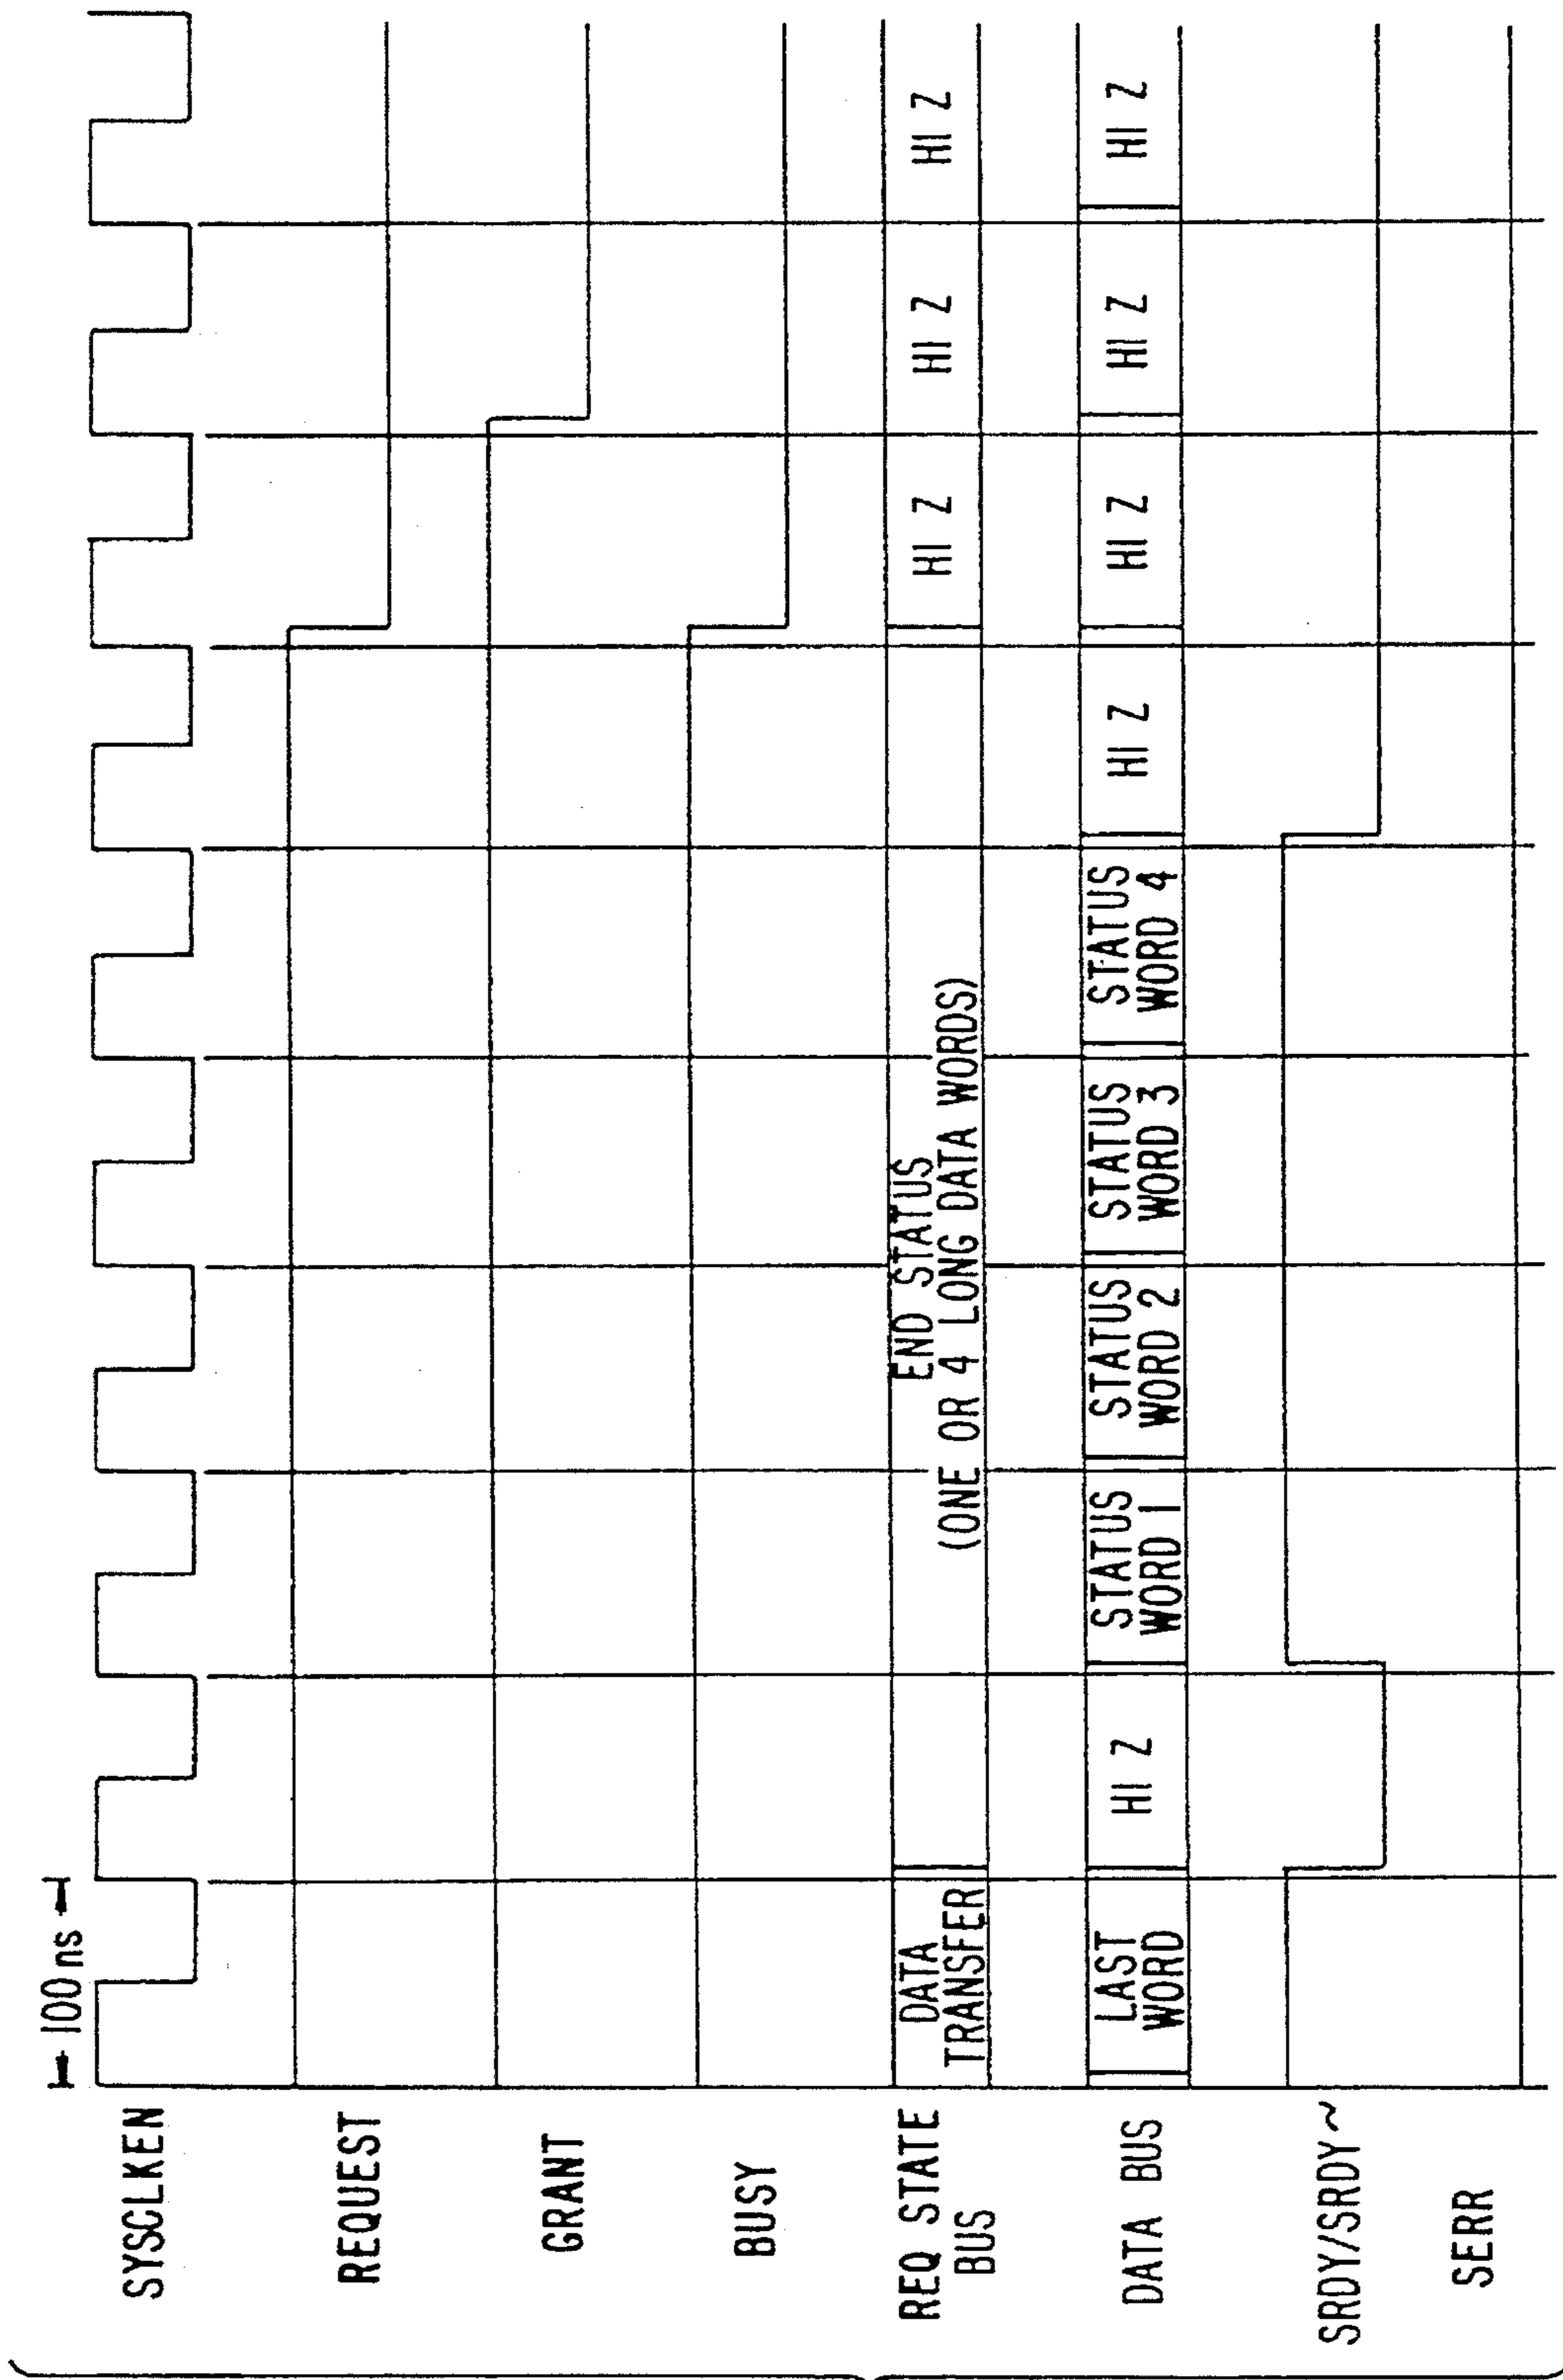 100 ns
SYSCLKEN
REQUEST
GRANT
BUSY
REQ STATE
BUS
DATA
TRANSFER
END STATUS
(ONE OR 4 LONG DATA WORDS)
HI Z
HI Z
HI Z
DATA BUS
LAST
WORD
HI Z
STATUS
WORD 1
STATUS
WORD 2
STATUS
WORD 3
STATUS
WORD 4
HI Z
HI Z
HI Z
HI Z
SRDY/SRDY~
SERR